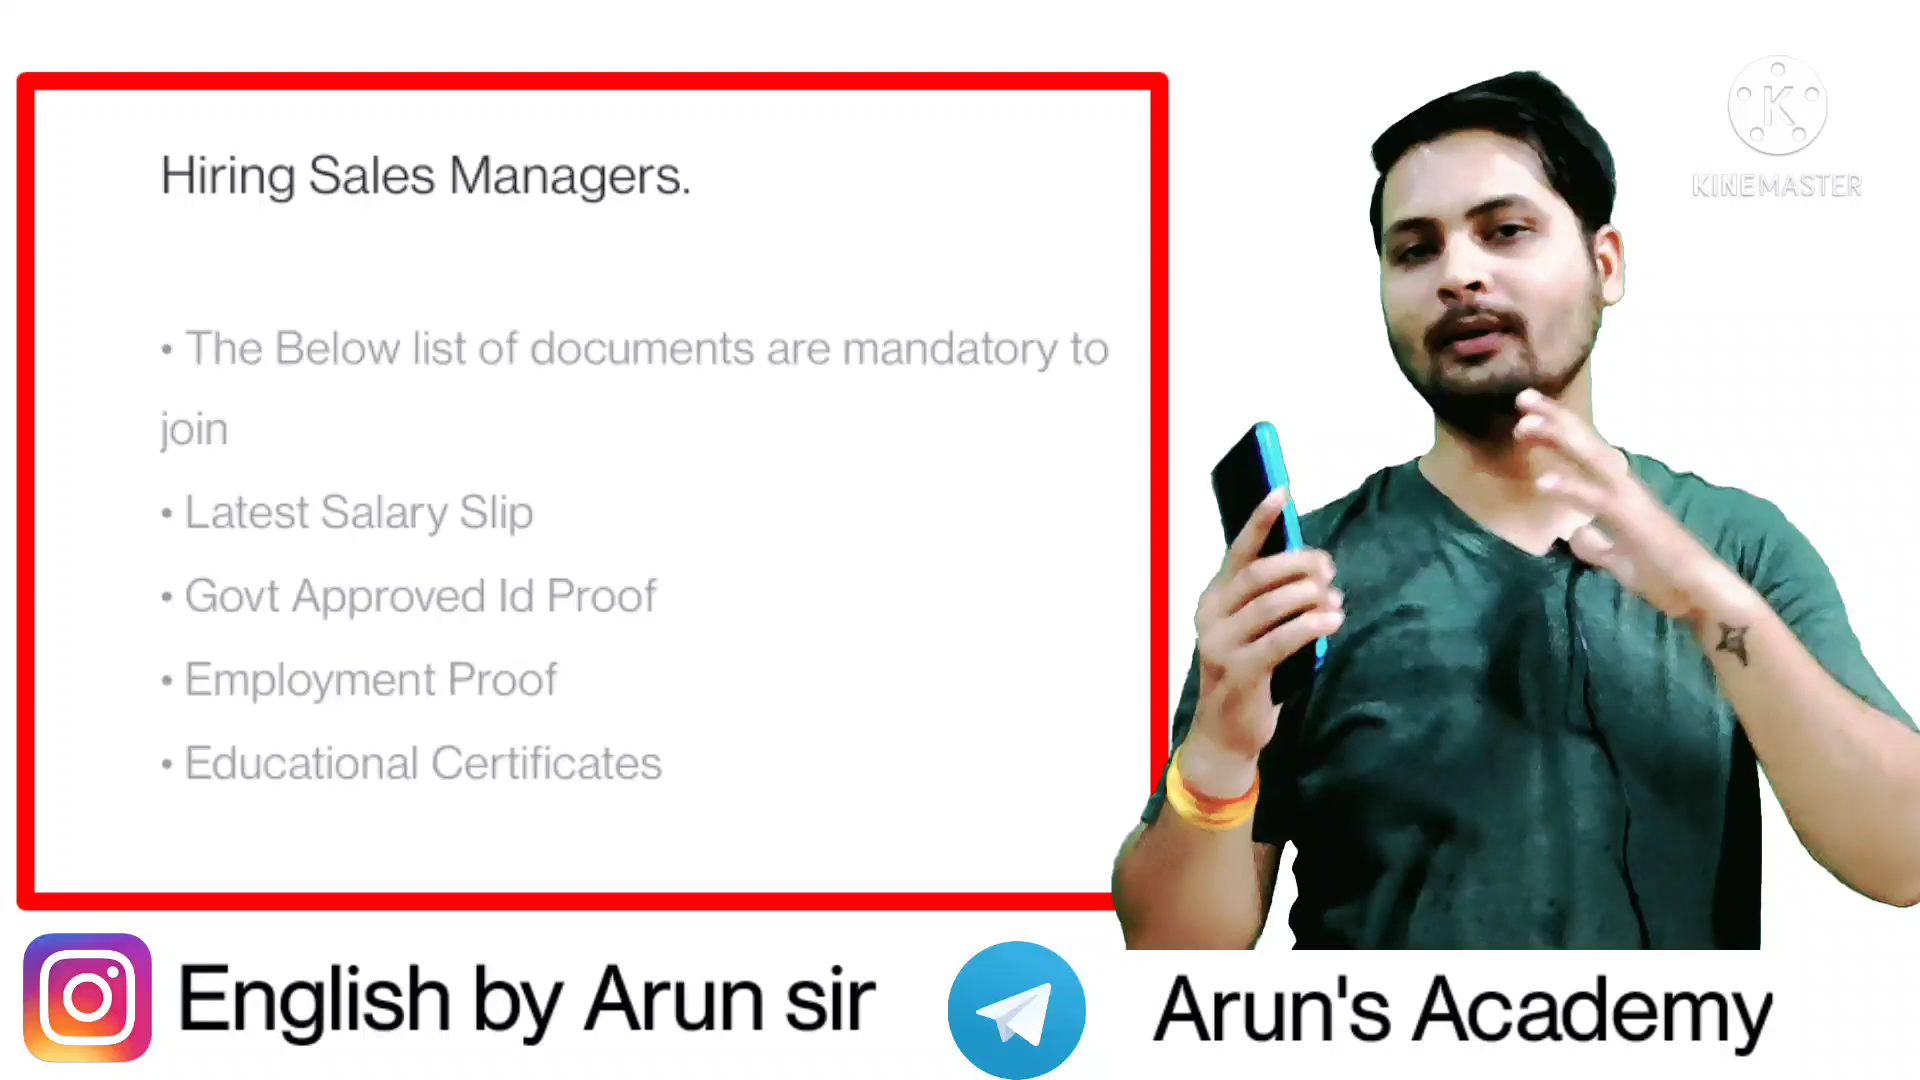 Hiring Sales Managers.
• The Below list of documents are mandatory to
join
• Latest Salary Slip
• Govt Approved Id Proof
• Employment Proof
• Educational Certificates
K
KINEMASTER
English by Arun sir
Arun's Academy